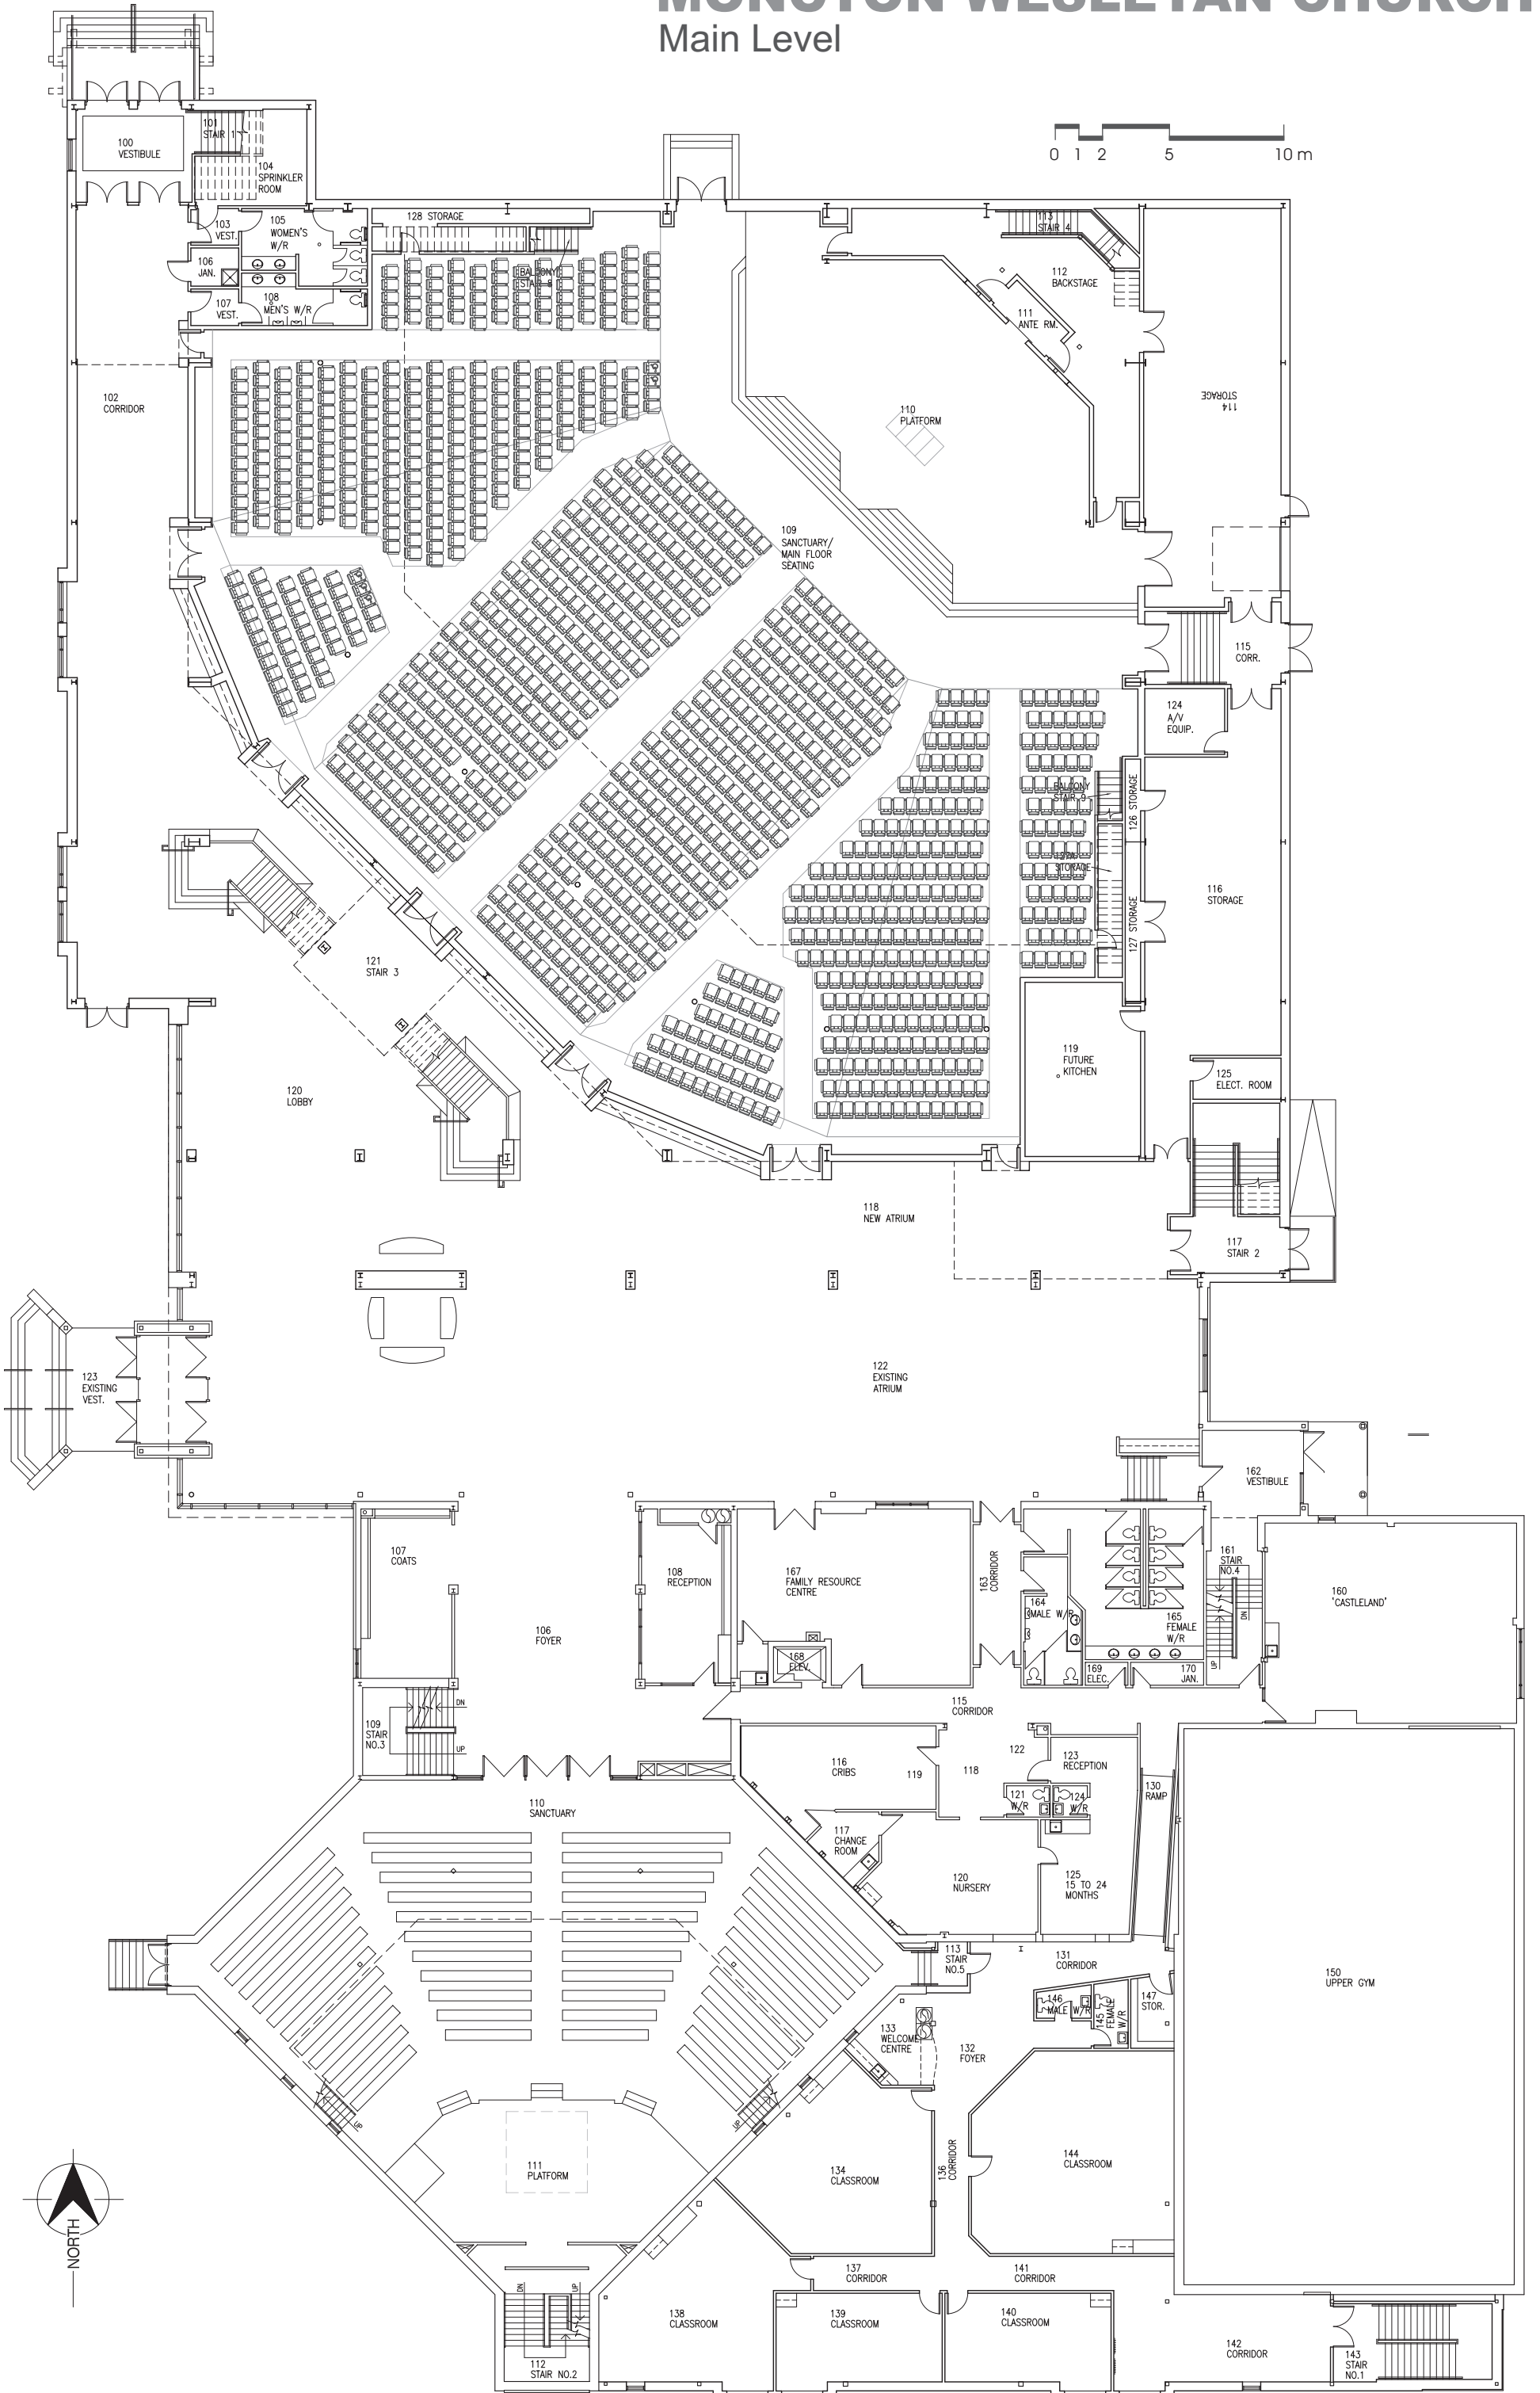 MONCTON WESLEYAN CHURCH
Main Level
0 1 2 5 10 m
101
STAIR 1
100
VESTIBULE
104
SPRINKLER
ROOM
103
VEST.
105
WOMEN'S
W/R
128 STORAGE
113
STAIR 4
106
JAN.
BALCONY
112
BACKSTAGE
107
VEST.
108
MEN'S W/R
111
ANTE RM.
102
CORRIDOR
114
STORAGE
110
PLATFORM
109
SANCTUARY/
MAIN FLOOR
SEATING
115
CORR.
124
A/V
EQUIP.
BALCONY
STAIR 9
126 STORAGE
STORAGE
127 STORAGE
116
STORAGE
121
STAIR 3
119
FUTURE
KITCHEN
125
ELECT. ROOM
120
LOBBY
118
NEW ATRIUM
117
STAIR 2
122
EXISTING
ATRIUM
123
EXISTING
VEST.
162
VESTIBULE
107
COATS
108
RECEPTION
167
FAMILY RESOURCE
CENTRE
163
CORRIDOR
161
STAIR
NO.4
160
'CASTLELAND'
164
MALE W/R
165
FEMALE
W/R
DN
UP
106
FOYER
168
ELEV.
169
ELEC.
170
JAN.
115
CORRIDOR
109
STAIR
NO.3
DN
UP
116
CRIBS
119
118
122
123
RECEPTION
121
W/R
124
W/R
130
RAMP
110
SANCTUARY
117
CHANGE
ROOM
120
NURSERY
125
15 TO 24
MONTHS
113
STAIR
NO.5
131
CORRIDOR
150
UPPER GYM
146
MALE W/R
145
FEMALE
W/R
147
STOR.
133
WELCOME
CENTRE
132
FOYER
UP
UP
111
PLATFORM
134
CLASSROOM
136
CORRIDOR
144
CLASSROOM
NORTH
137
CORRIDOR
141
CORRIDOR
DN
UP
138
CLASSROOM
139
CLASSROOM
140
CLASSROOM
142
CORRIDOR
143
STAIR
NO.1
112
STAIR NO.2